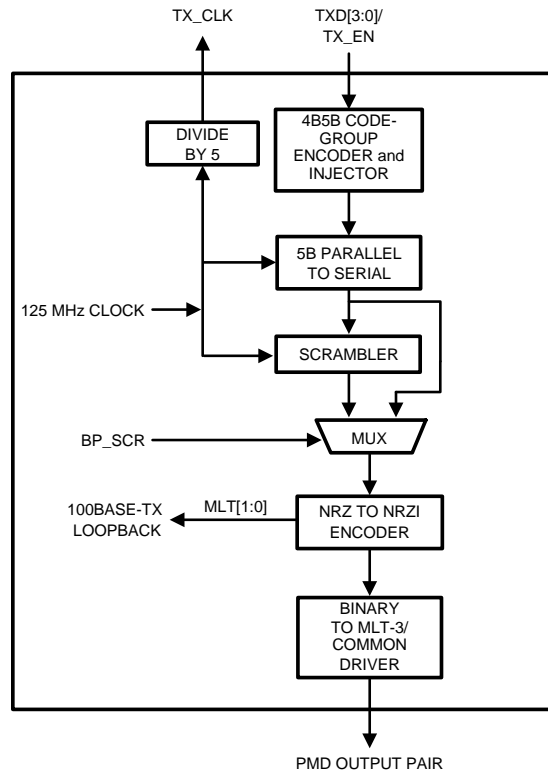 TX_CLK
TXD[3:0]/
TX_EN
DIVIDE
BY 5
4B5B CODE-
GROUP
ENCODER and
INJECTOR
5B PARALLEL
TO SERIAL
125 MHz CLOCK
SCRAMBLER
BP_SCR
MUX
100BASE-TX
LOOPBACK
MLT[1:0]
NRZ TO NRZI
ENCODER
BINARY
TO MLT-3/
COMMON
DRIVER
PMD OUTPUT PAIR